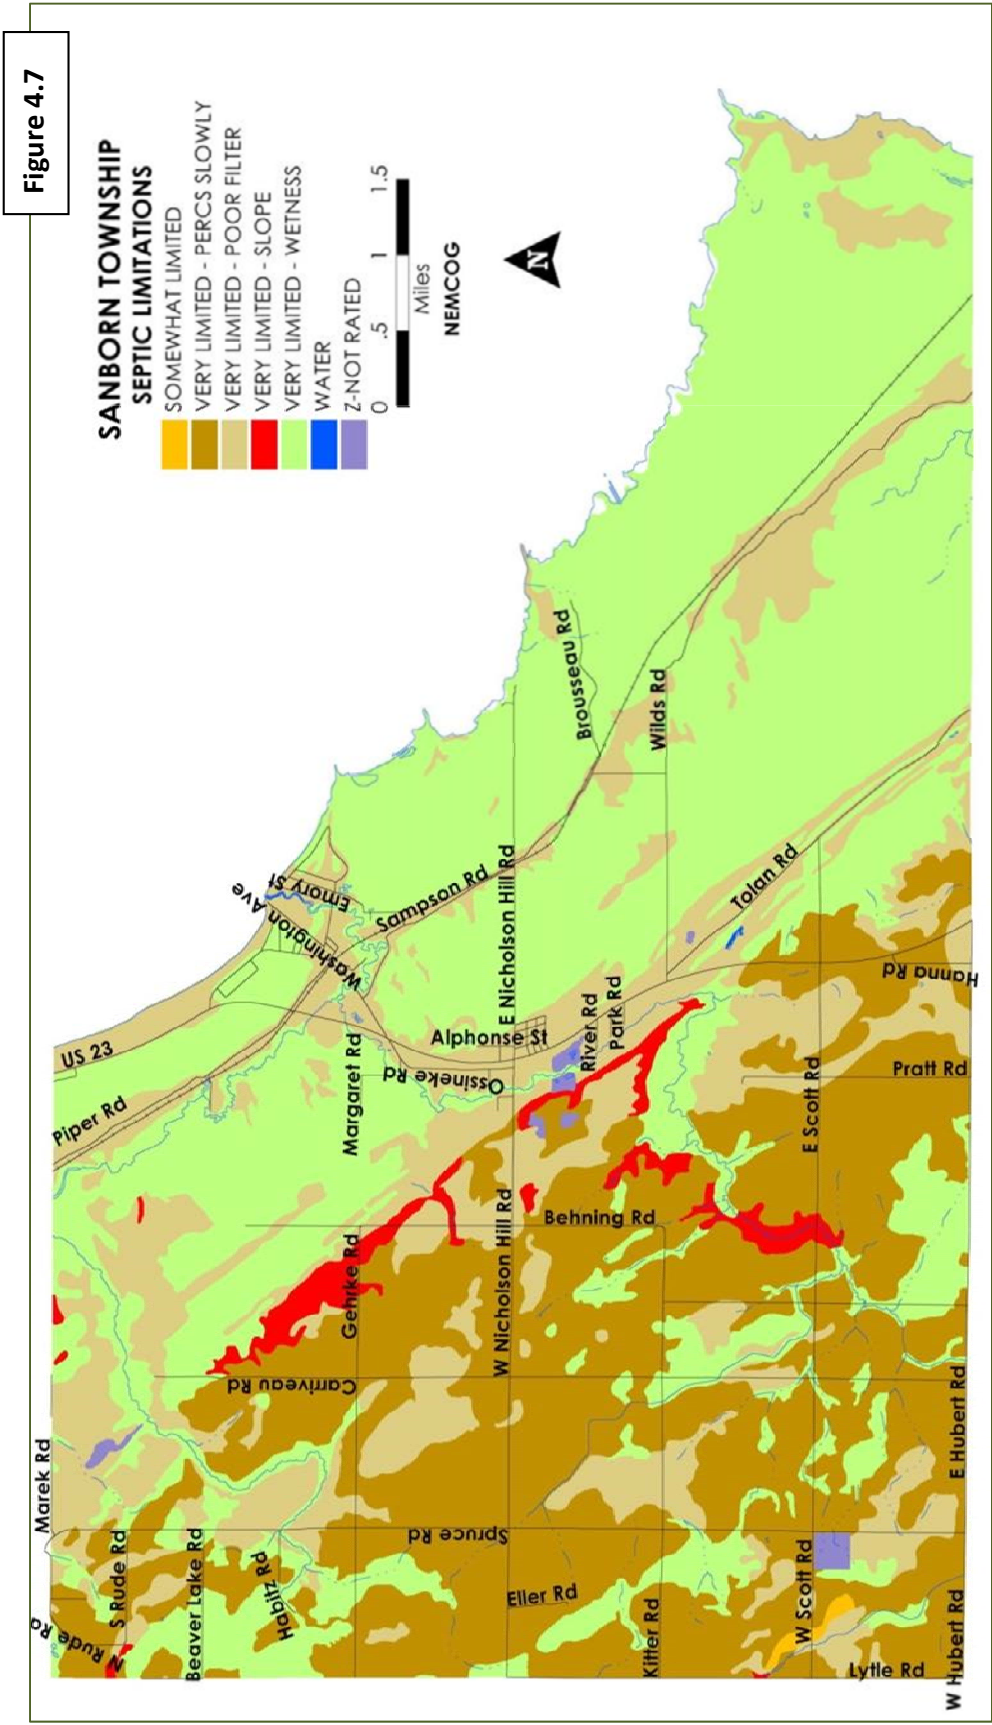 Figure 4.7
SANBORN TOWNSHIP
SEPTIC LIMITATIONS
SOMEWHAT LIMITED
VERY LIMITED - PERCS SLOWLY
VERY LIMITED - POOR FILTER
VERY LIMITED - SLOPE
VERY LIMITED - WETNESS
WATER
Z-NOT RATED
0 .5 1 1.5
Miles
NEMCOG
N
Marek Rd
N Rude Rd
S Rude Rd
Beaver Lake Rd
Habitz Rd
Carriveau Rd
Gehrke Rd
Piper Rd
US 23
Margaret Rd
Washington Ave
Emory St
Sampson Rd
Ossineke Rd
Alphonse St
Spruce Rd
W Nicholson Hill Rd
E Nicholson Hill Rd
Eller Rd
Behning Rd
River Rd
Park Rd
Brousseau Rd
Kitter Rd
Wilds Rd
Tolan Rd
W Scott Rd
E Scott Rd
Lytle Rd
Pratt Rd
Hanna Rd
W Hubert Rd
E Hubert Rd